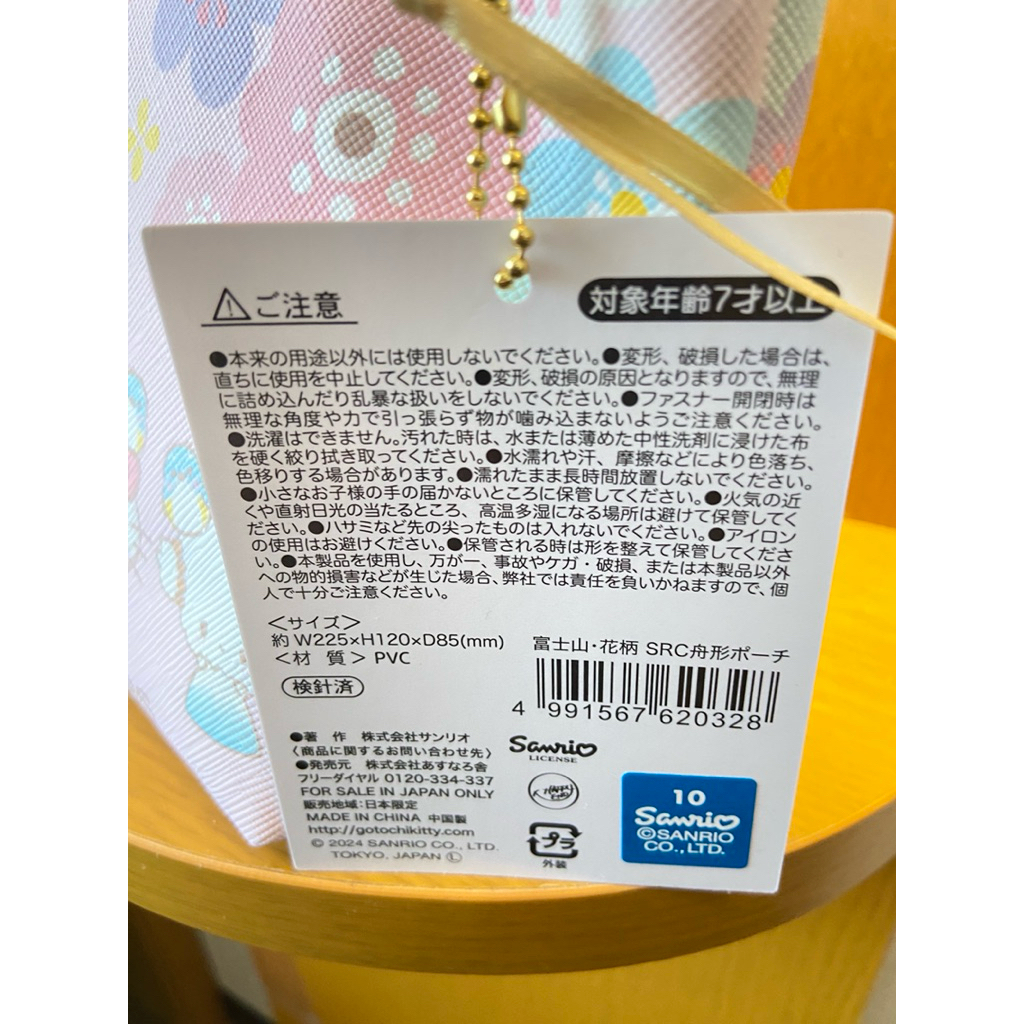 ご注意
対象年齢7才以上
●本来の用途以外には使用しないでください。●変形、破損した場合は、
直ちに使用を中止してください。●変形、破損の原因となりますので、無理
に詰め込んだり乱暴な扱いをしないでください。●ファスナー開閉時は
無理な角度や力で引っ張らず物が噛み込まないようご注意ください。
●洗濯はできません。汚れた時は、水または薄めた中性洗剤に浸けた布
を硬く絞り拭き取ってください。●水濡れや汗、摩擦などにより色落ち、
色移りする場合があります。●濡れたまま長時間放置しないでください。
●小さなお子様の手の届かないところに保管してください。●火気の近
くや直射日光の当たるところ、高温多湿になる場所は避けて保管してく
ださい。●ハサミなど先の尖ったものは入れないでください。●アイロン
の使用はお避けください。●保管される時は形を整えて保管してくださ
い。●本製品を使用し、万が一、事故やケガ・破損、または本製品以外
への物的損害などが生じた場合、弊社では責任を負いかねますので、個
人で十分ご注意ください。
＜サイズ＞
約 W225×H120×D85(mm)
＜材 質＞PVC
検針済
富士山・花柄 SRC舟形ポーチ
4 991567 620328
●著 作 株式会社サンリオ
〈商品に関するお問い合わせ先〉
●発売元 株式会社あすなろ舎
フリーダイヤル 0120-334-337
FOR SALE IN JAPAN ONLY
販売地域:日本限定
MADE IN CHINA 中国製
http://gotochikitty.com
© 2024 SANRIO CO., LTD.
TOKYO, JAPAN Ⓛ
Sanrio
LICENSE
プラ
外装
10
Sanrio
©SANRIO
CO.,LTD.